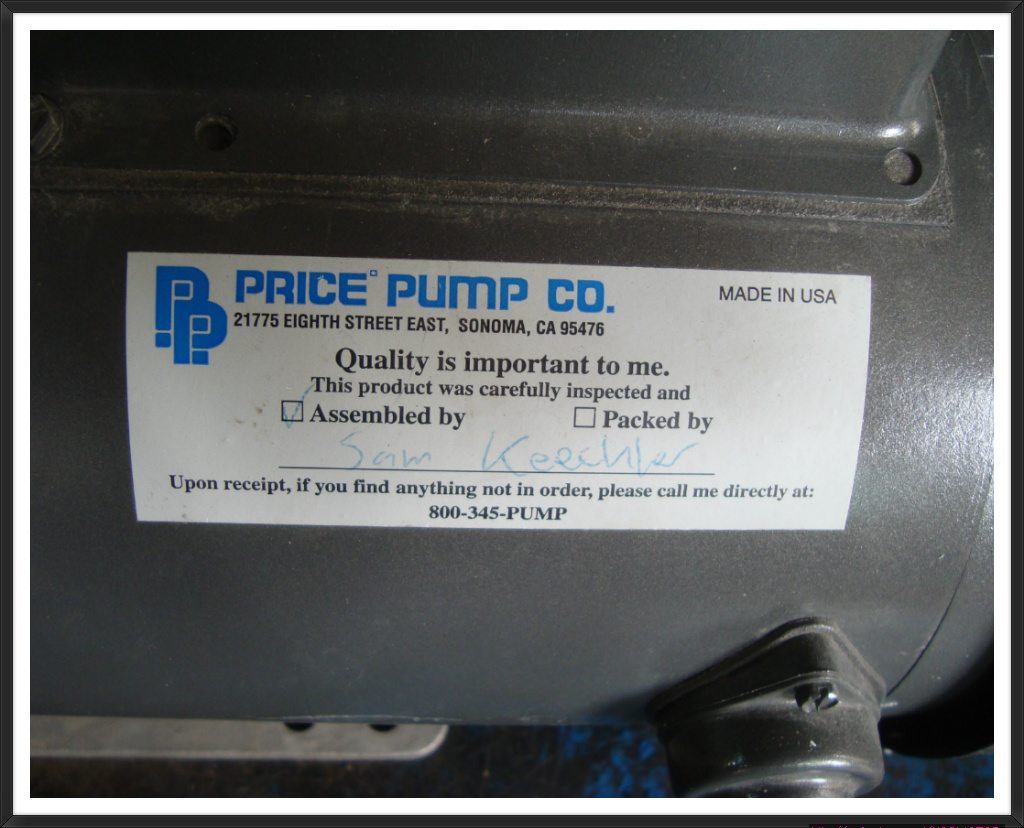 PRICE PUMP CO.
MADE IN USA
21775 EIGHTH STREET EAST, SONOMA, CA 95476
Quality is important to me.
This product was carefully inspected and
Assembled by
Packed by
Sam
Upon receipt, if you find anything not in order, please call me directly at:
800-345-PUMP